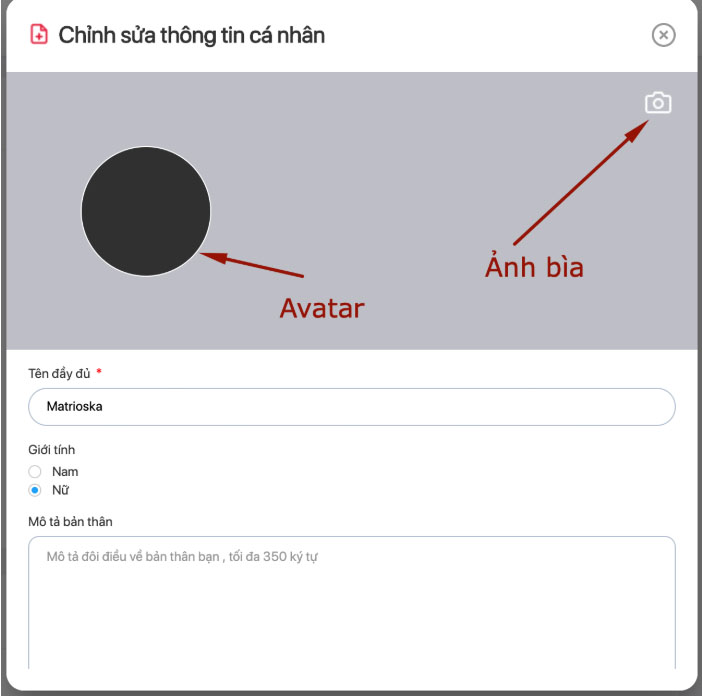 Chỉnh sửa thông tin cá nhân
Ảnh bìa
Avatar
Tên đầy đủ *
Matrioska
Giới tính
Nam
Nữ
Mô tả bản thân
Mô tả đôi điều về bản thân bạn , tối đa 350 ký tự